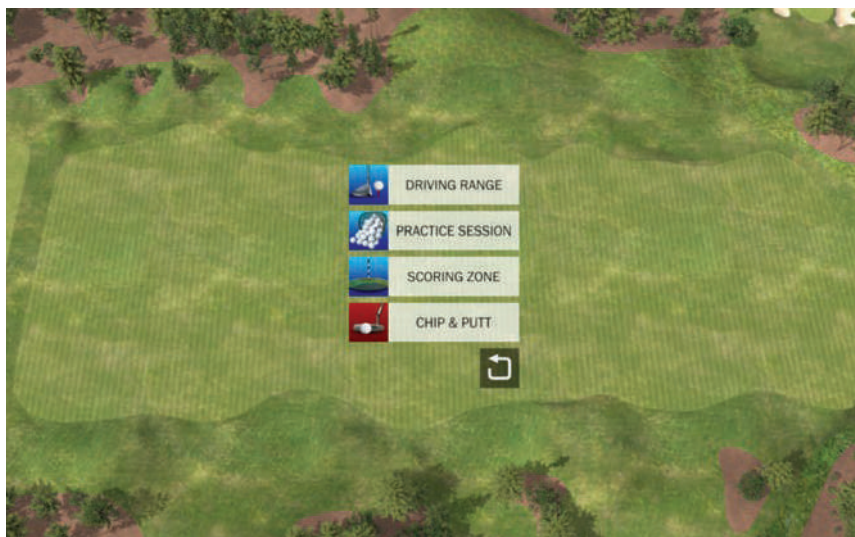 DRIVING RANGE
PRACTICE SESSION
SCORING ZONE
CHIP & PUTT